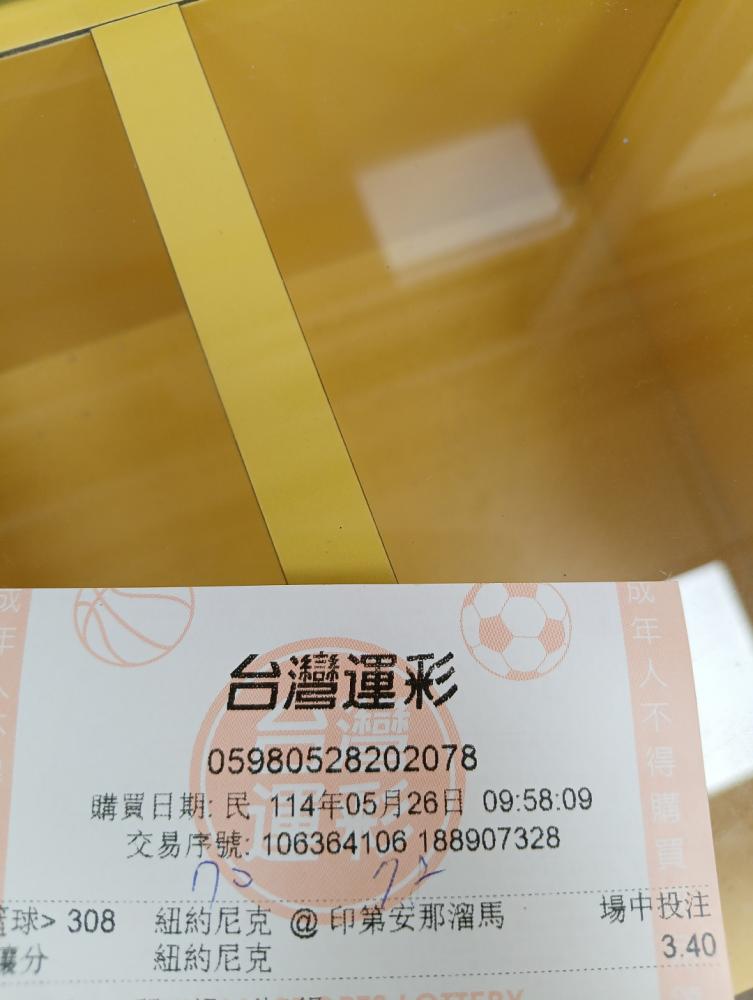 台灣運彩
05980528202078
購買日期: 民 114年05月26日 09:58:09
交易序號: 106364106 188907328
70 72
籃球> 308 紐約尼克 @ 印第安那溜馬 場中投注
讓分 紐約尼克 3.40
成年人不得購買